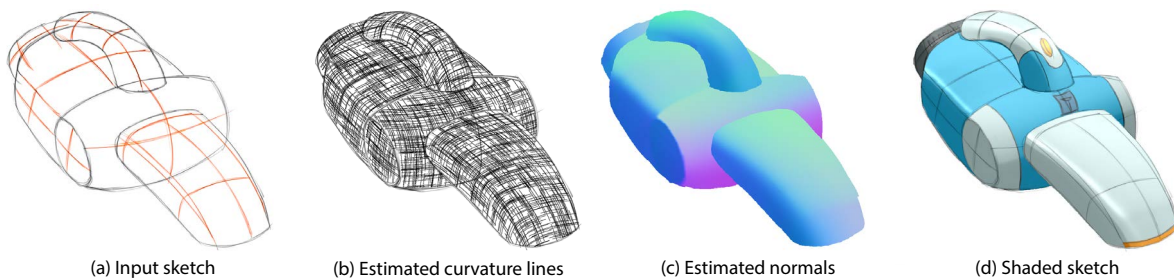 (a) Input sketch
(b) Estimated curvature lines
(c) Estimated normals
(d) Shaded sketch